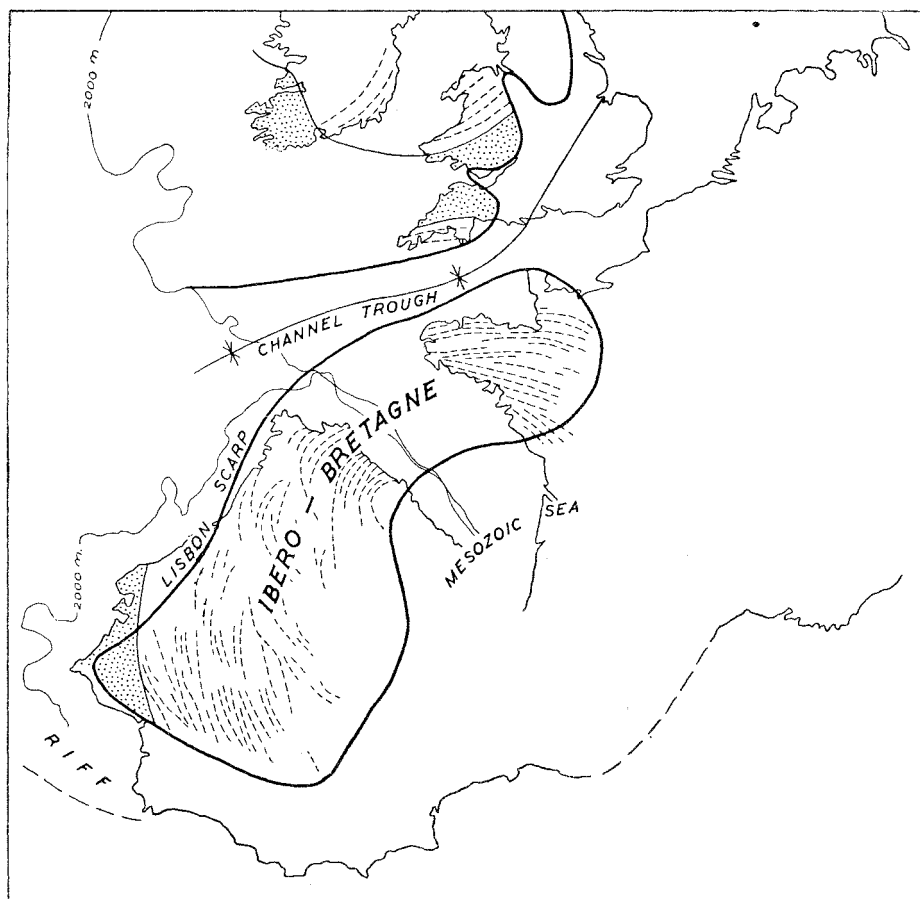 2000 m.
CHANNEL TROUGH
LISBON SCARP
IBERO – BRETAGNE
MESOZOIC SEA
2000 m.
RIFF